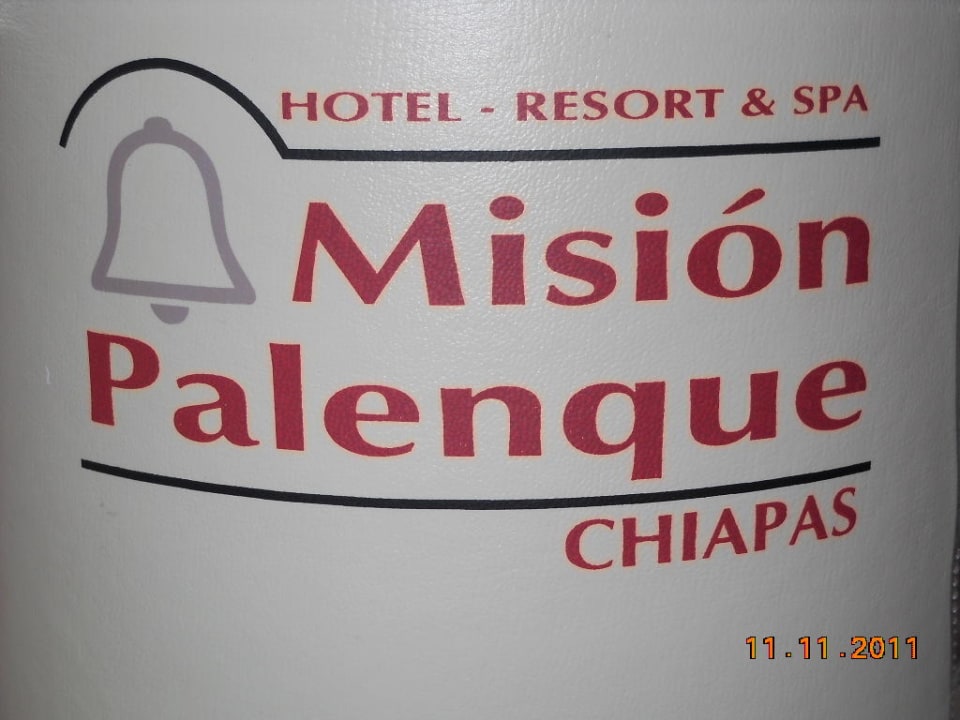 HOTEL - RESORT & SPA
Misión
Palenque
CHIAPAS
11.11.2011